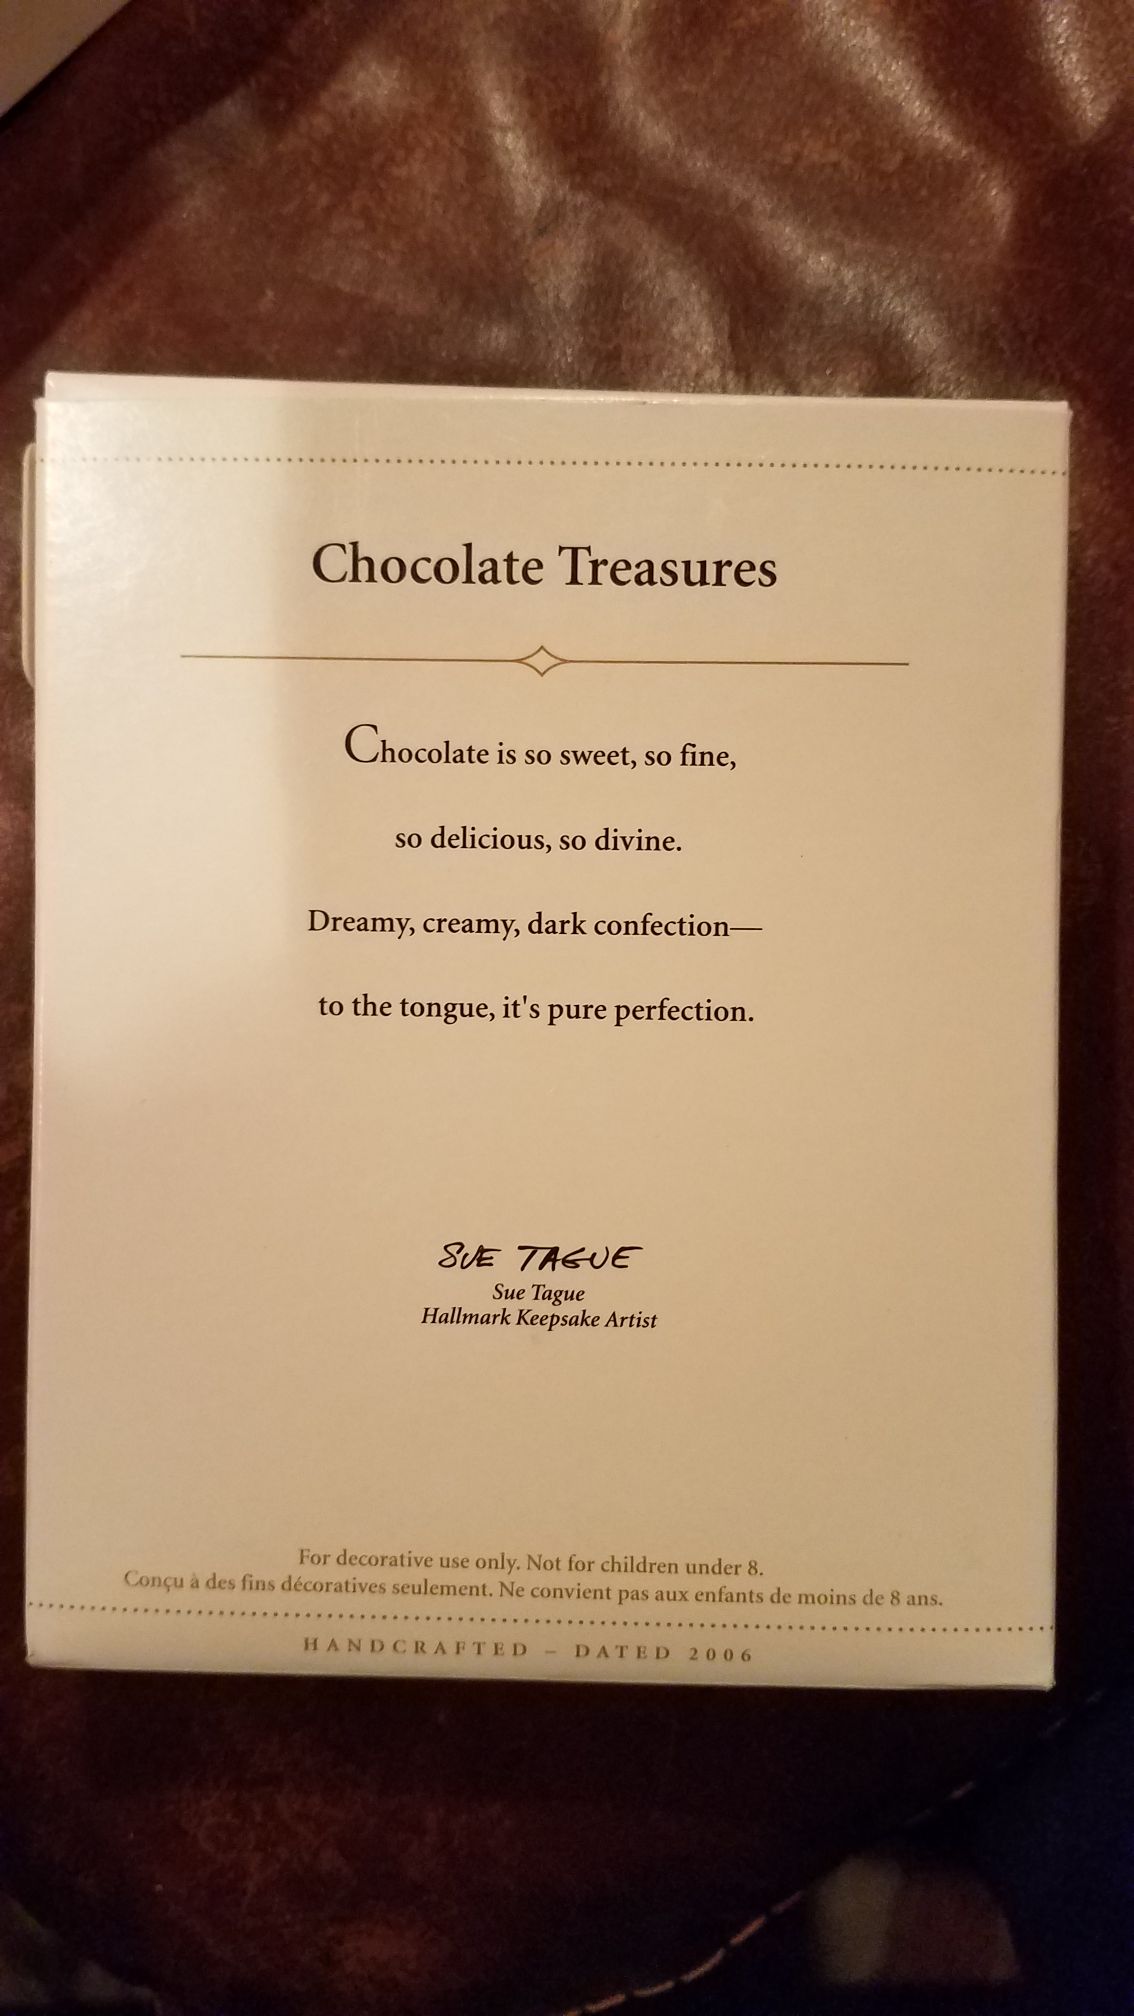 Chocolate Treasures
Chocolate is so sweet, so fine,
so delicious, so divine.
Dreamy, creamy, dark confection—
to the tongue, it's pure perfection.
SUE TAGUE
Sue Tague
Hallmark Keepsake Artist
For decorative use only. Not for children under 8.
Conçu à des fins décoratives seulement. Ne convient pas aux enfants de moins de 8 ans.
HANDCRAFTED – DATED 2006